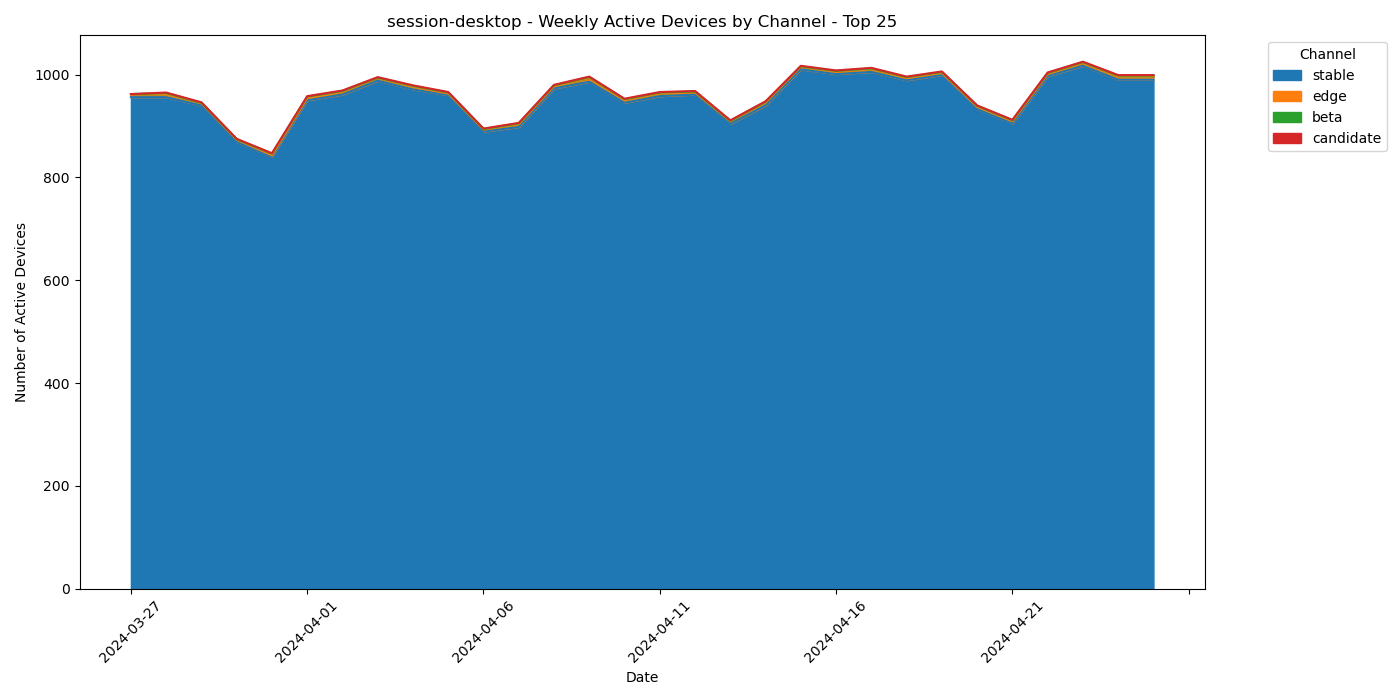 session-desktop - Weekly Active Devices by Channel - Top 25
Number of Active Devices
1000
800
600
400
200
0
2024-03-27
2024-04-01
2024-04-06
2024-04-11
2024-04-16
2024-04-21
Date
Channel
stable
edge
beta
candidate